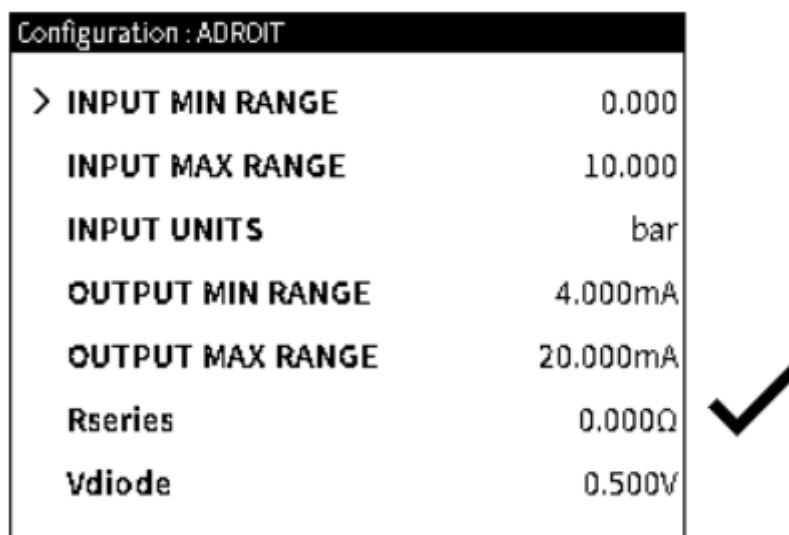 Configuration : ADROIT
> INPUT MIN RANGE 0.000
INPUT MAX RANGE 10.000
INPUT UNITS bar
OUTPUT MIN RANGE 4.000mA
OUTPUT MAX RANGE 20.000mA
Rseries 0.000Ω
Vdiode 0.500V